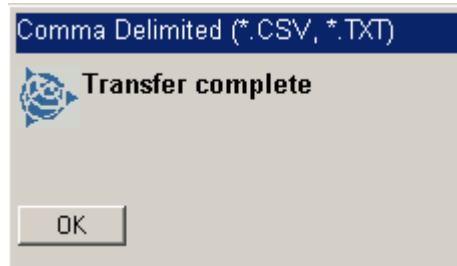 Comma Delimited (*.CSV, *.TXT)
Transfer complete
OK